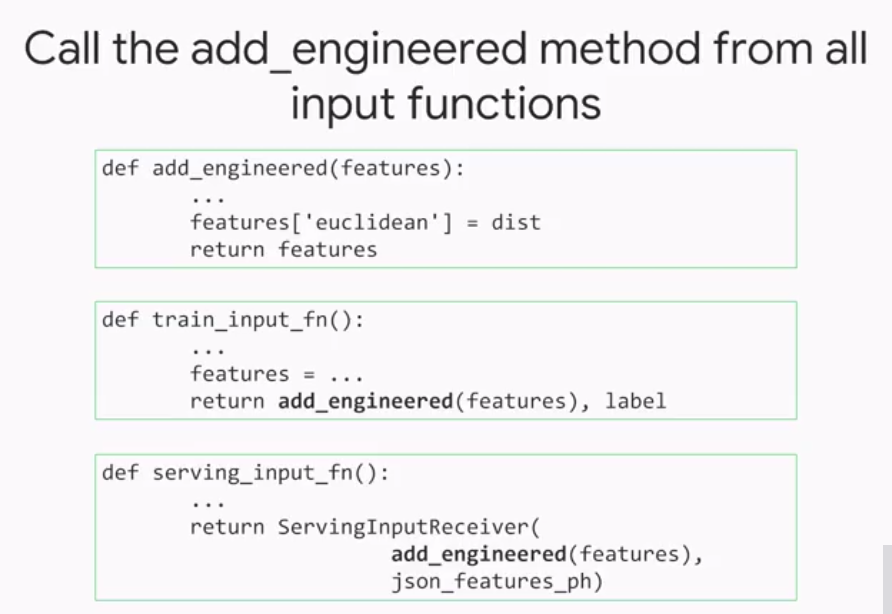 Call the add_engineered method from all
input functions
def add_engineered(features):
...
features['euclidean'] = dist
return features
def train_input_fn():
...
features = ...
return add_engineered(features), label
def serving_input_fn():
...
return ServingInputReceiver(
add_engineered(features),
json_features_ph)